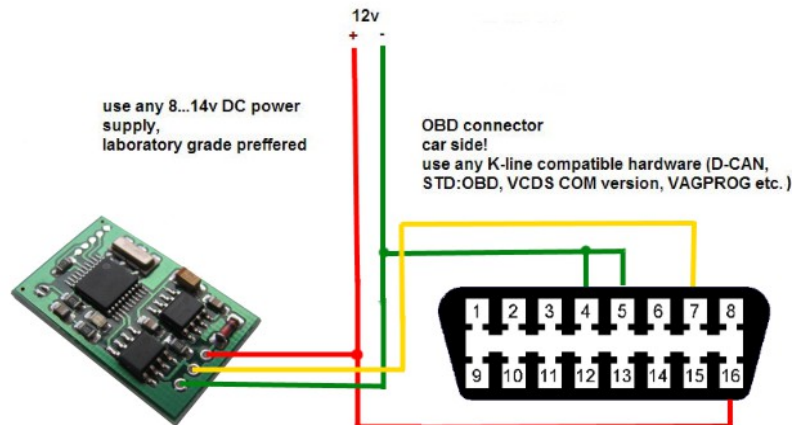 12v
+ -
use any 8...14v DC power
supply,
laboratory grade preffered
OBD connector
car side!
use any K-line compatible hardware (D-CAN,
STD:OBD, VCDS COM version, VAGPROG etc. )
1 2 3 4 5 6 7 8
9 10 11 12 13 14 15 16